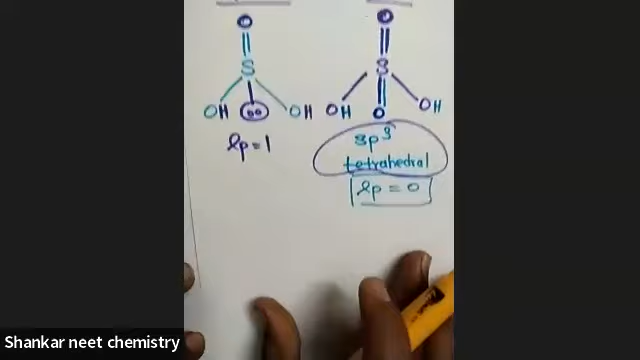 O O
S S
OH OH OH O OH
lp = 1
sp³
tetrahedral
lp = 0
Shankar neet chemistry